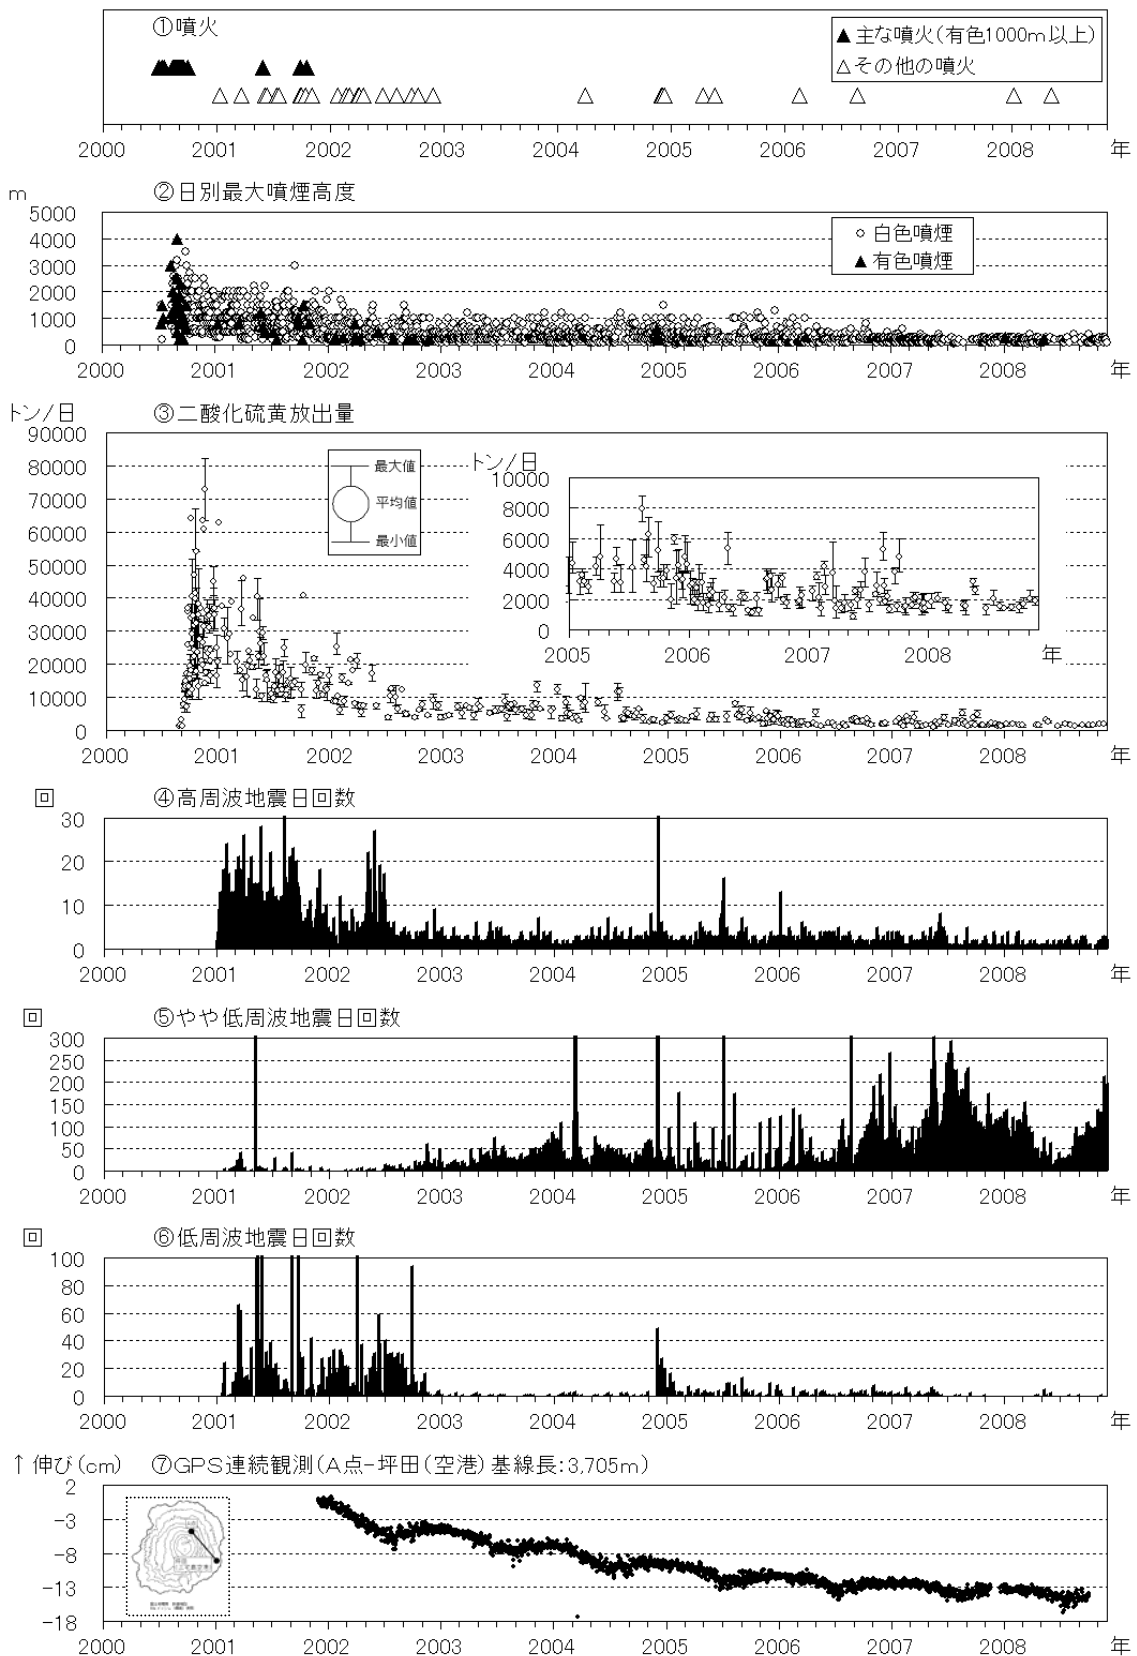 ①噴火
▲主な噴火(有色1000m以上)
△その他の噴火
2000 2001 2002 2003 2004 2005 2006 2007 2008 年
m ②日別最大噴煙高度
5000
4000
3000
2000
1000
0
○ 白色噴煙
▲ 有色噴煙
2000 2001 2002 2003 2004 2005 2006 2007 2008 年
トン/日 ③二酸化硫黄放出量
90000
80000
70000
60000
50000
40000
30000
20000
10000
0
最大値
平均値
最小値
トン/日
10000
8000
6000
4000
2000
0
2005 2006 2007 2008 年
2000 2001 2002 2003 2004 2005 2006 2007 2008 年
回 ④高周波地震日回数
30
20
10
0
2000 2001 2002 2003 2004 2005 2006 2007 2008 年
回 ⑤やや低周波地震日回数
300
250
200
150
100
50
0
2000 2001 2002 2003 2004 2005 2006 2007 2008 年
回 ⑥低周波地震日回数
100
80
60
40
20
0
2000 2001 2002 2003 2004 2005 2006 2007 2008 年
↑伸び(cm) ⑦GPS連続観測(A点-坪田(空港)基線長:3,705m)
2
-3
-8
-13
-18
2000 2001 2002 2003 2004 2005 2006 2007 2008 年